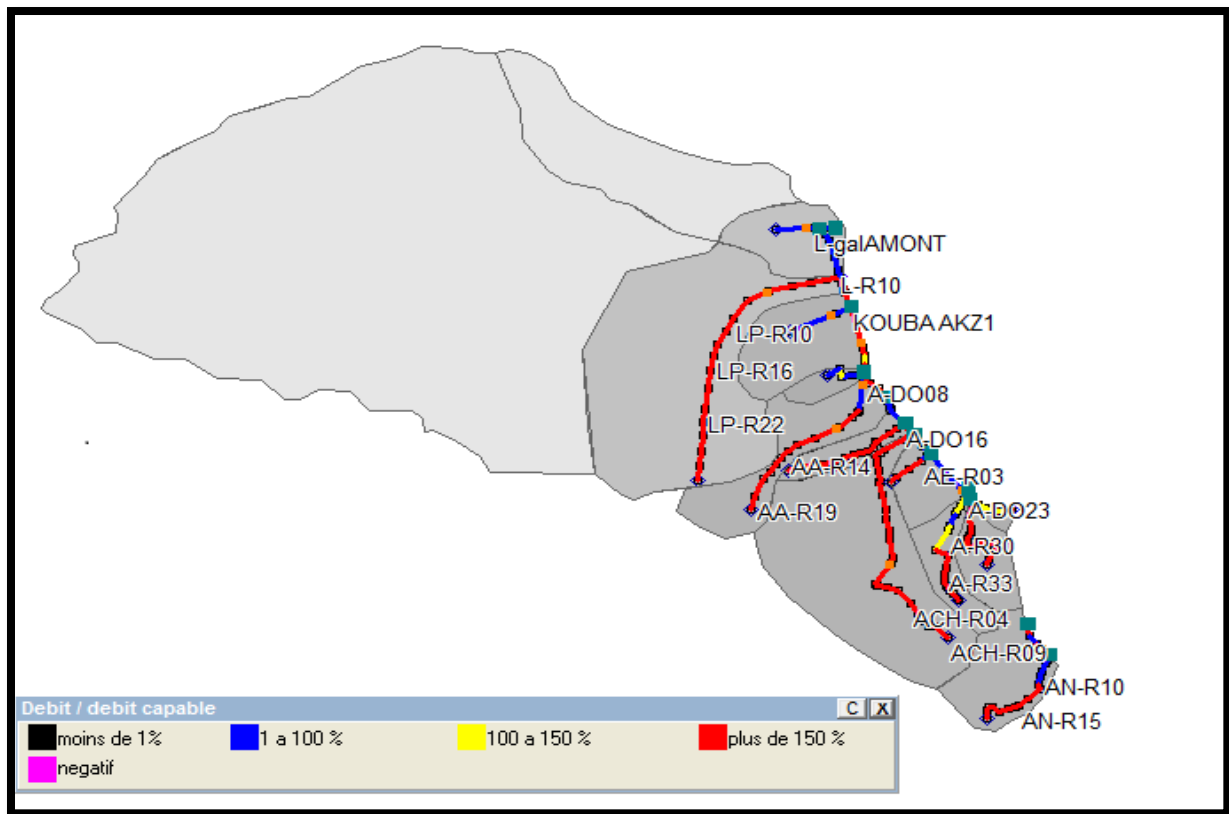 L-galAMONT
L-R10
KOUBA AKZ1
LP-R10
LP-R16
A-DO08
LP-R22
A-DO16
AA-R14
AE-R03
AA-R19
A-DO23
A-R30
A-R33
ACH-R04
ACH-R09
AN-R10
AN-R15
Debit / debit capable
C X
moins de 1%
1 a 100 %
100 a 150 %
plus de 150 %
negatif